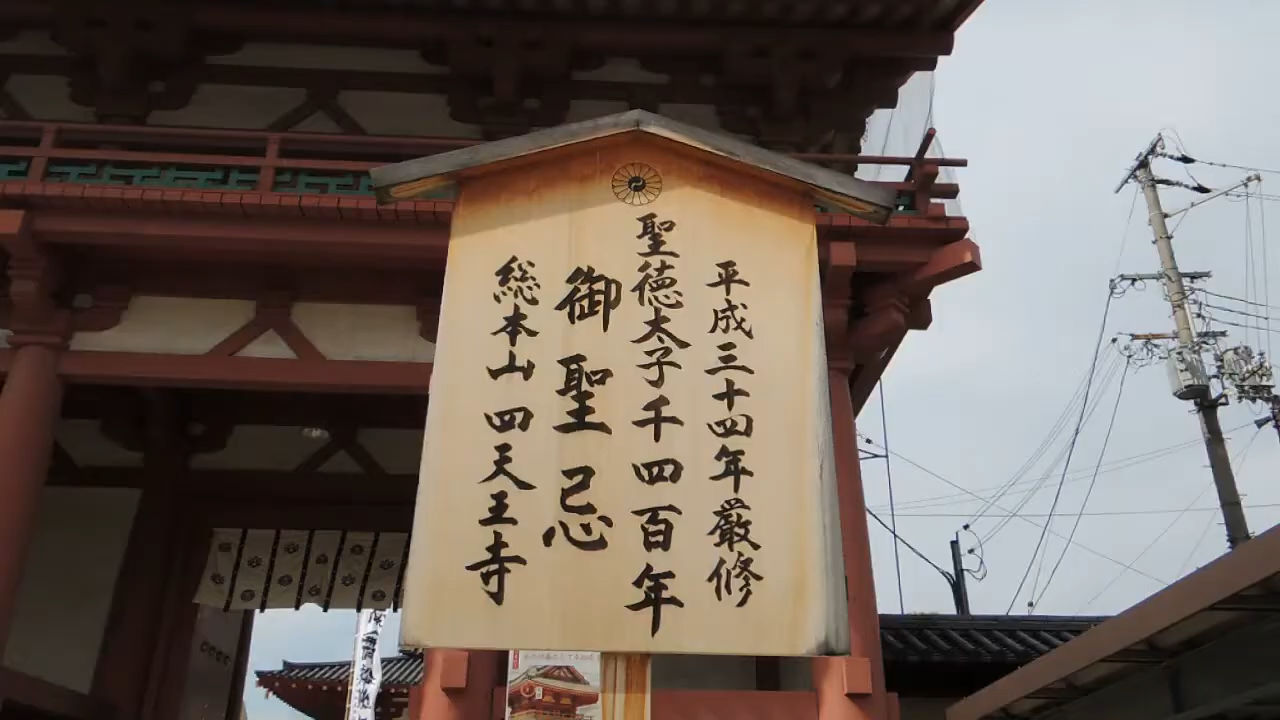 平成三十四年厳修
聖徳太子千四百年
御聖忌
総本山四天王寺